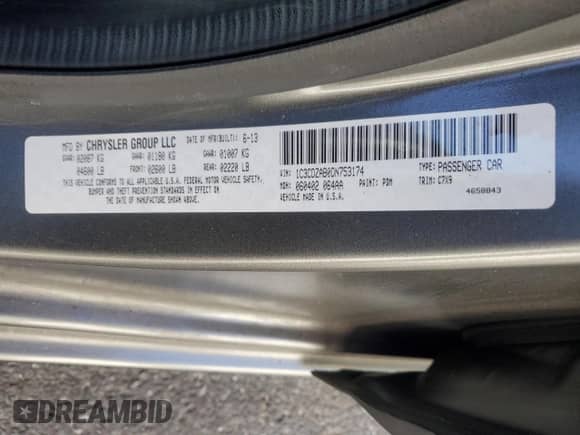 MFD BY CHRYSLER GROUP LLC DATE OF MFR(BUILT): 6-13
GVWR: 02087 KG GAWR: 01180 KG GAWR: 01007 KG
04600 LB FRONT: 02600 LB REAR: 02220 LB
THIS VEHICLE CONFORMS TO ALL APPLICABLE U.S.A. FEDERAL MOTOR VEHICLE SAFETY,
BUMPER AND THEFT PREVENTION STANDARDS IN EFFECT ON
THE DATE OF MANUFACTURE SHOWN ABOVE.
VIN: 1C3CDZAB0DN753174 TYPE: PASSENGER CAR
MDH: 060402 064AA PAINT: PDM TRIM: C7X9
VEHICLE MADE IN U.S.A. 4658843
DREAMBID